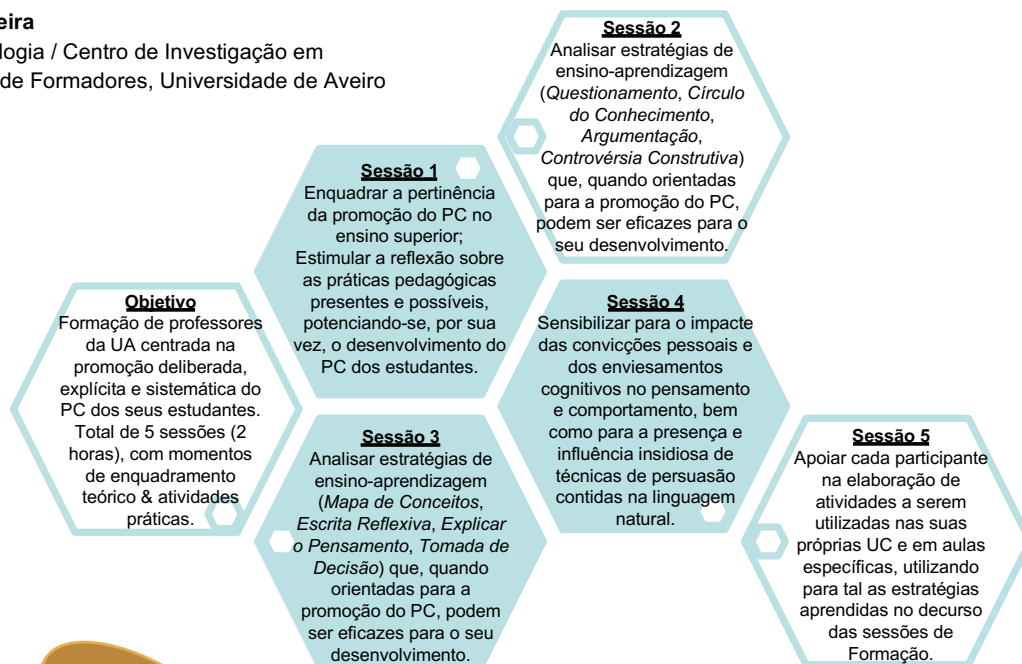 eira
logia / Centro de Investigação em
de Formadores, Universidade de Aveiro
Objetivo
Formação de professores
da UA centrada na
promoção deliberada,
explícita e sistemática do
PC dos seus estudantes.
Total de 5 sessões (2
horas), com momentos
de enquadramento
teórico & atividades
práticas.
Sessão 1
Enquadrar a pertinência
da promoção do PC no
ensino superior;
Estimular a reflexão sobre
as práticas pedagógicas
presentes e possíveis,
potenciando-se, por sua
vez, o desenvolvimento do
PC dos estudantes.
Sessão 2
Analisar estratégias de
ensino-aprendizagem
(Questionamento, Círculo
do Conhecimento,
Argumentação,
Controvérsia Construtiva)
que, quando orientadas
para a promoção do PC,
podem ser eficazes para o
seu desenvolvimento.
Sessão 3
Analisar estratégias de
ensino-aprendizagem
(Mapa de Conceitos,
Escrita Reflexiva, Explicar
o Pensamento, Tomada de
Decisão) que, quando
orientadas para a
promoção do PC, podem
ser eficazes para o seu
desenvolvimento.
Sessão 4
Sensibilizar para o impacte
das convicções pessoais e
dos enviesamentos
cognitivos no pensamento
e comportamento, bem
como para a presença e
influência insidiosa de
técnicas de persuasão
contidas na linguagem
natural.
Sessão 5
Apoiar cada participante
na elaboração de
atividades a serem
utilizadas nas suas
próprias UC e em aulas
específicas, utilizando
para tal as estratégias
aprendidas no decurso
das sessões de
Formação.